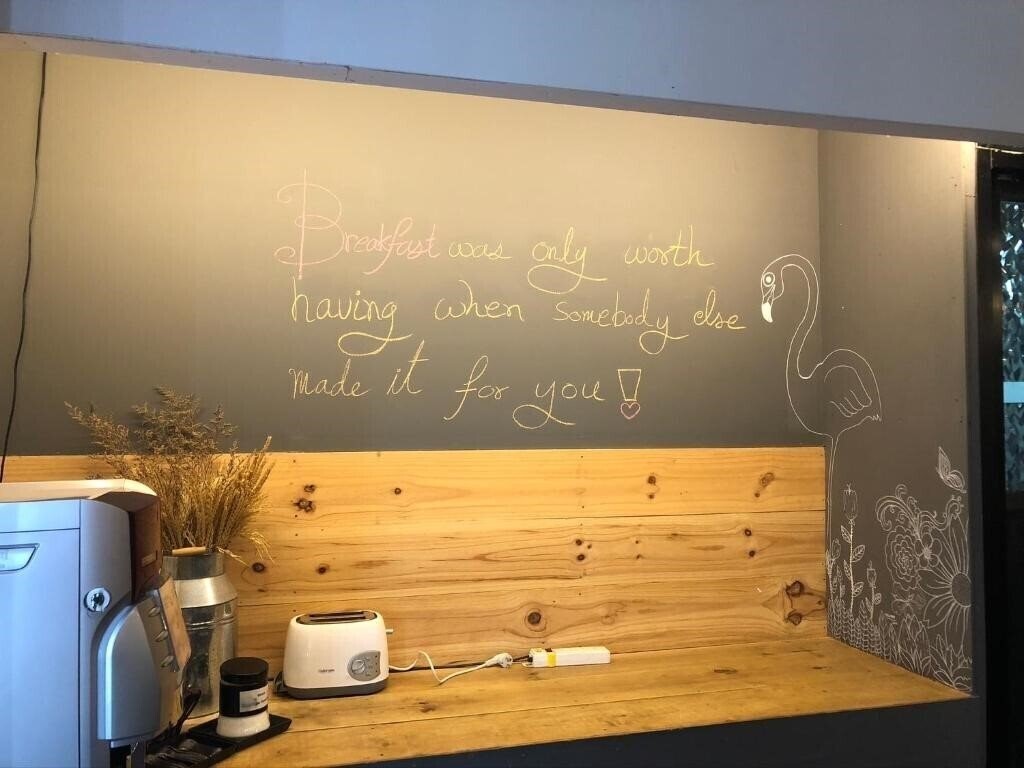 Breakfast was only worth
having when somebody else
made it for you!